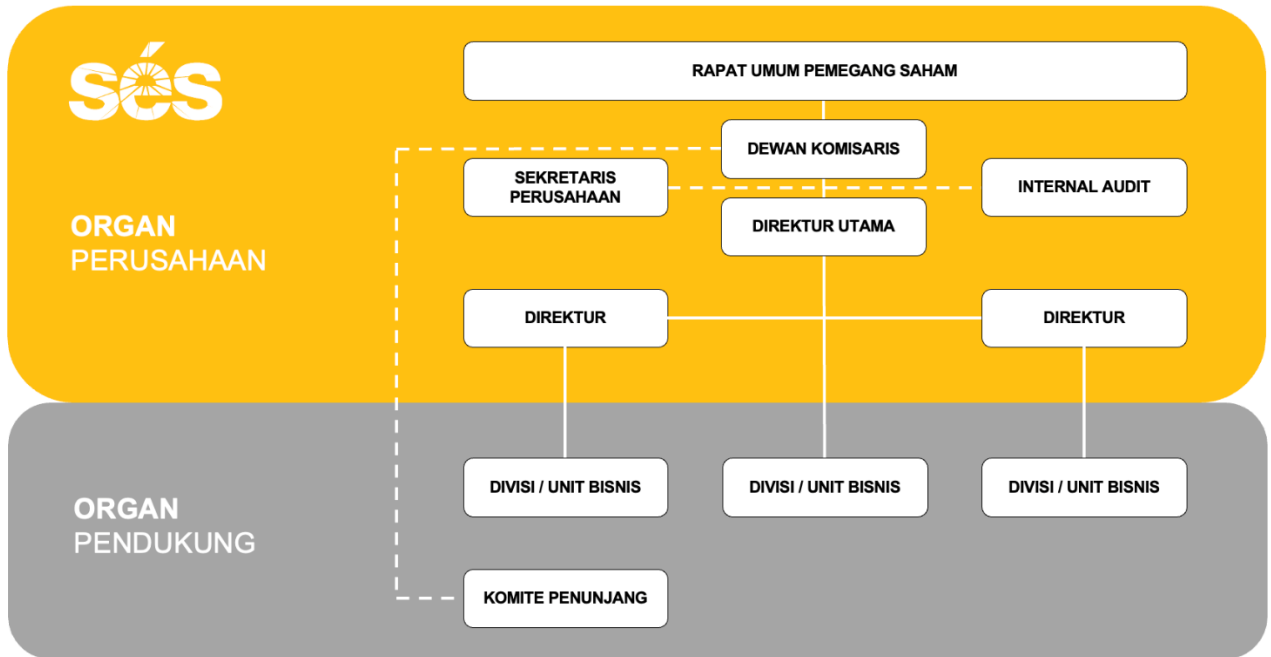 sés
RAPAT UMUM PEMEGANG SAHAM
DEWAN KOMISARIS
SEKRETARIS
PERUSAHAAN
INTERNAL AUDIT
ORGAN
PERUSAHAAN
DIREKTUR UTAMA
DIREKTUR
DIREKTUR
DIVISI / UNIT BISNIS
DIVISI / UNIT BISNIS
DIVISI / UNIT BISNIS
ORGAN
PENDUKUNG
KOMITE PENUNJANG